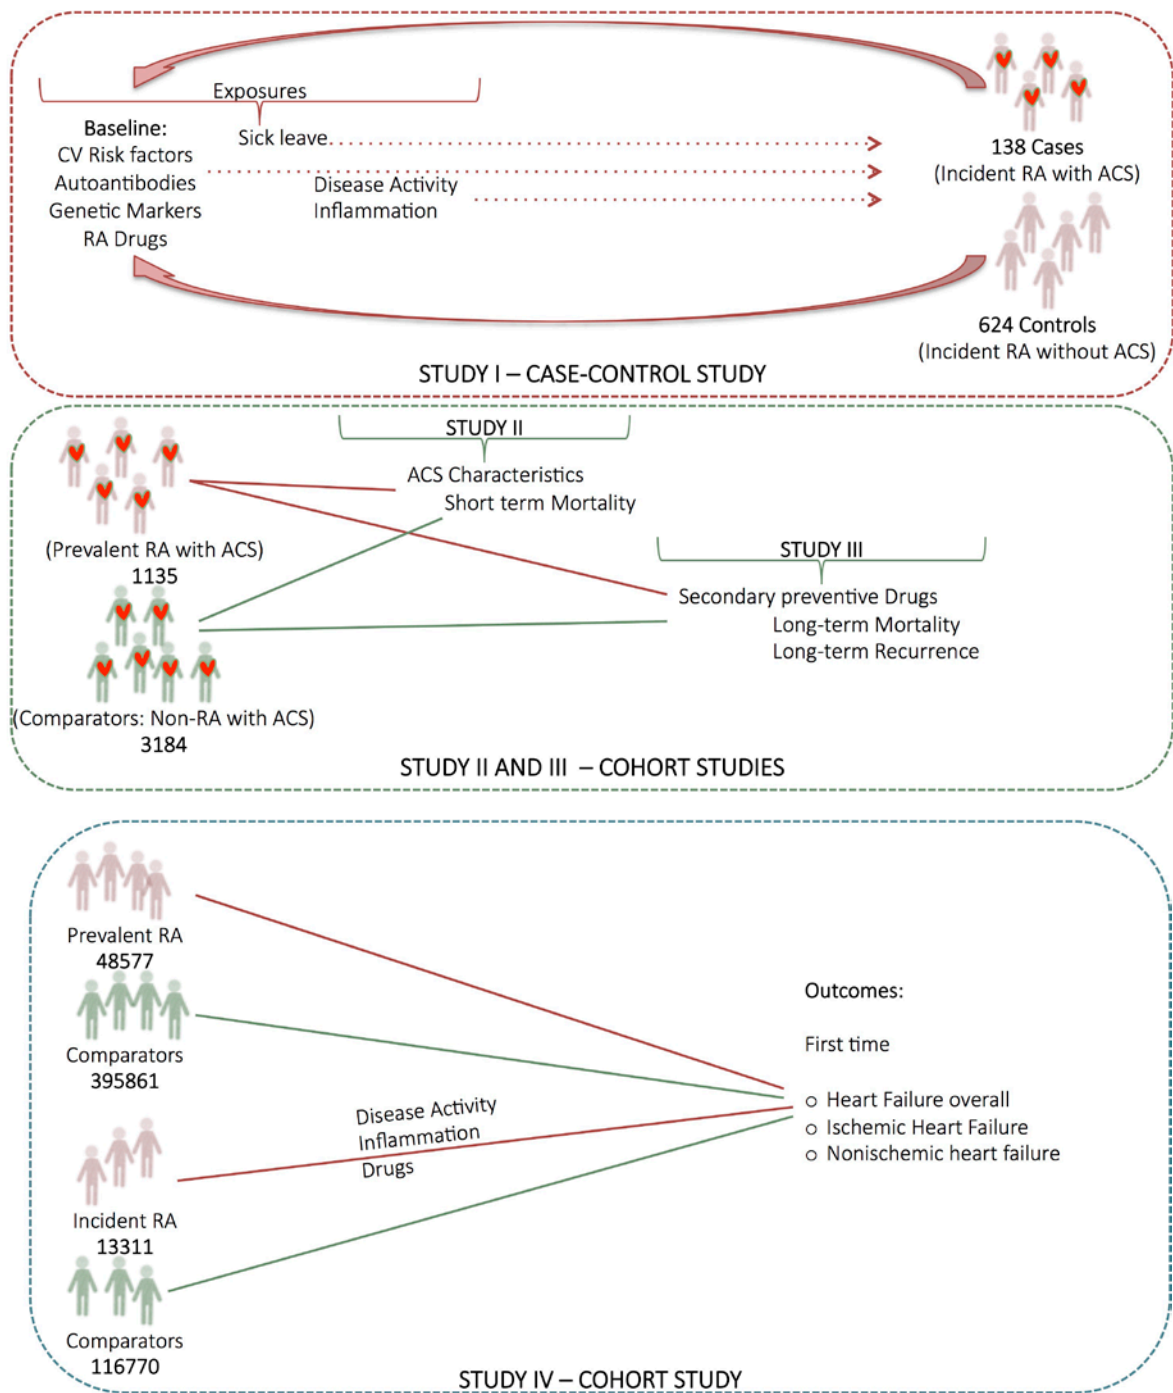 Exposures
Baseline:
CV Risk factors
Autoantibodies
Genetic Markers
RA Drugs
Sick leave
Disease Activity
Inflammation
138 Cases
(Incident RA with ACS)
624 Controls
(Incident RA without ACS)
STUDY I – CASE-CONTROL STUDY
(Prevalent RA with ACS)
1135
(Comparators: Non-RA with ACS)
3184
STUDY II
ACS Characteristics
Short term Mortality
STUDY III
Secondary preventive Drugs
Long-term Mortality
Long-term Recurrence
STUDY II AND III – COHORT STUDIES
Prevalent RA
48577
Comparators
395861
Incident RA
13311
Comparators
116770
Disease Activity
Inflammation
Drugs
Outcomes:
First time
o Heart Failure overall
o Ischemic Heart Failure
o Nonischemic heart failure
STUDY IV – COHORT STUDY